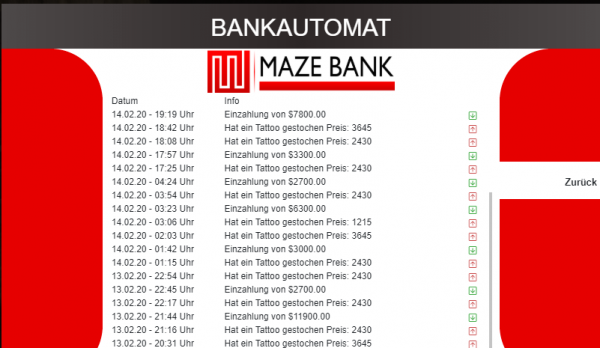 BANKAUTOMAT
MAZE BANK
Datum Info
14.02.20 - 19:19 Uhr Einzahlung von $7800.00
14.02.20 - 18:42 Uhr Hat ein Tattoo gestochen Preis: 3645
14.02.20 - 18:08 Uhr Hat ein Tattoo gestochen Preis: 2430
14.02.20 - 17:57 Uhr Einzahlung von $3300.00
14.02.20 - 17:25 Uhr Hat ein Tattoo gestochen Preis: 2430
14.02.20 - 04:24 Uhr Einzahlung von $2700.00
14.02.20 - 03:54 Uhr Hat ein Tattoo gestochen Preis: 2430
14.02.20 - 03:23 Uhr Einzahlung von $6300.00
14.02.20 - 03:06 Uhr Hat ein Tattoo gestochen Preis: 1215
14.02.20 - 02:03 Uhr Hat ein Tattoo gestochen Preis: 3645
14.02.20 - 01:42 Uhr Einzahlung von $3000.00
14.02.20 - 01:15 Uhr Hat ein Tattoo gestochen Preis: 2430
13.02.20 - 22:54 Uhr Hat ein Tattoo gestochen Preis: 2430
13.02.20 - 22:45 Uhr Einzahlung von $2700.00
13.02.20 - 22:17 Uhr Hat ein Tattoo gestochen Preis: 2430
13.02.20 - 21:44 Uhr Einzahlung von $11900.00
13.02.20 - 21:16 Uhr Hat ein Tattoo gestochen Preis: 2430
13.02.20 - 20:31 Uhr Hat ein Tattoo gestochen Preis: 3645
Zurück